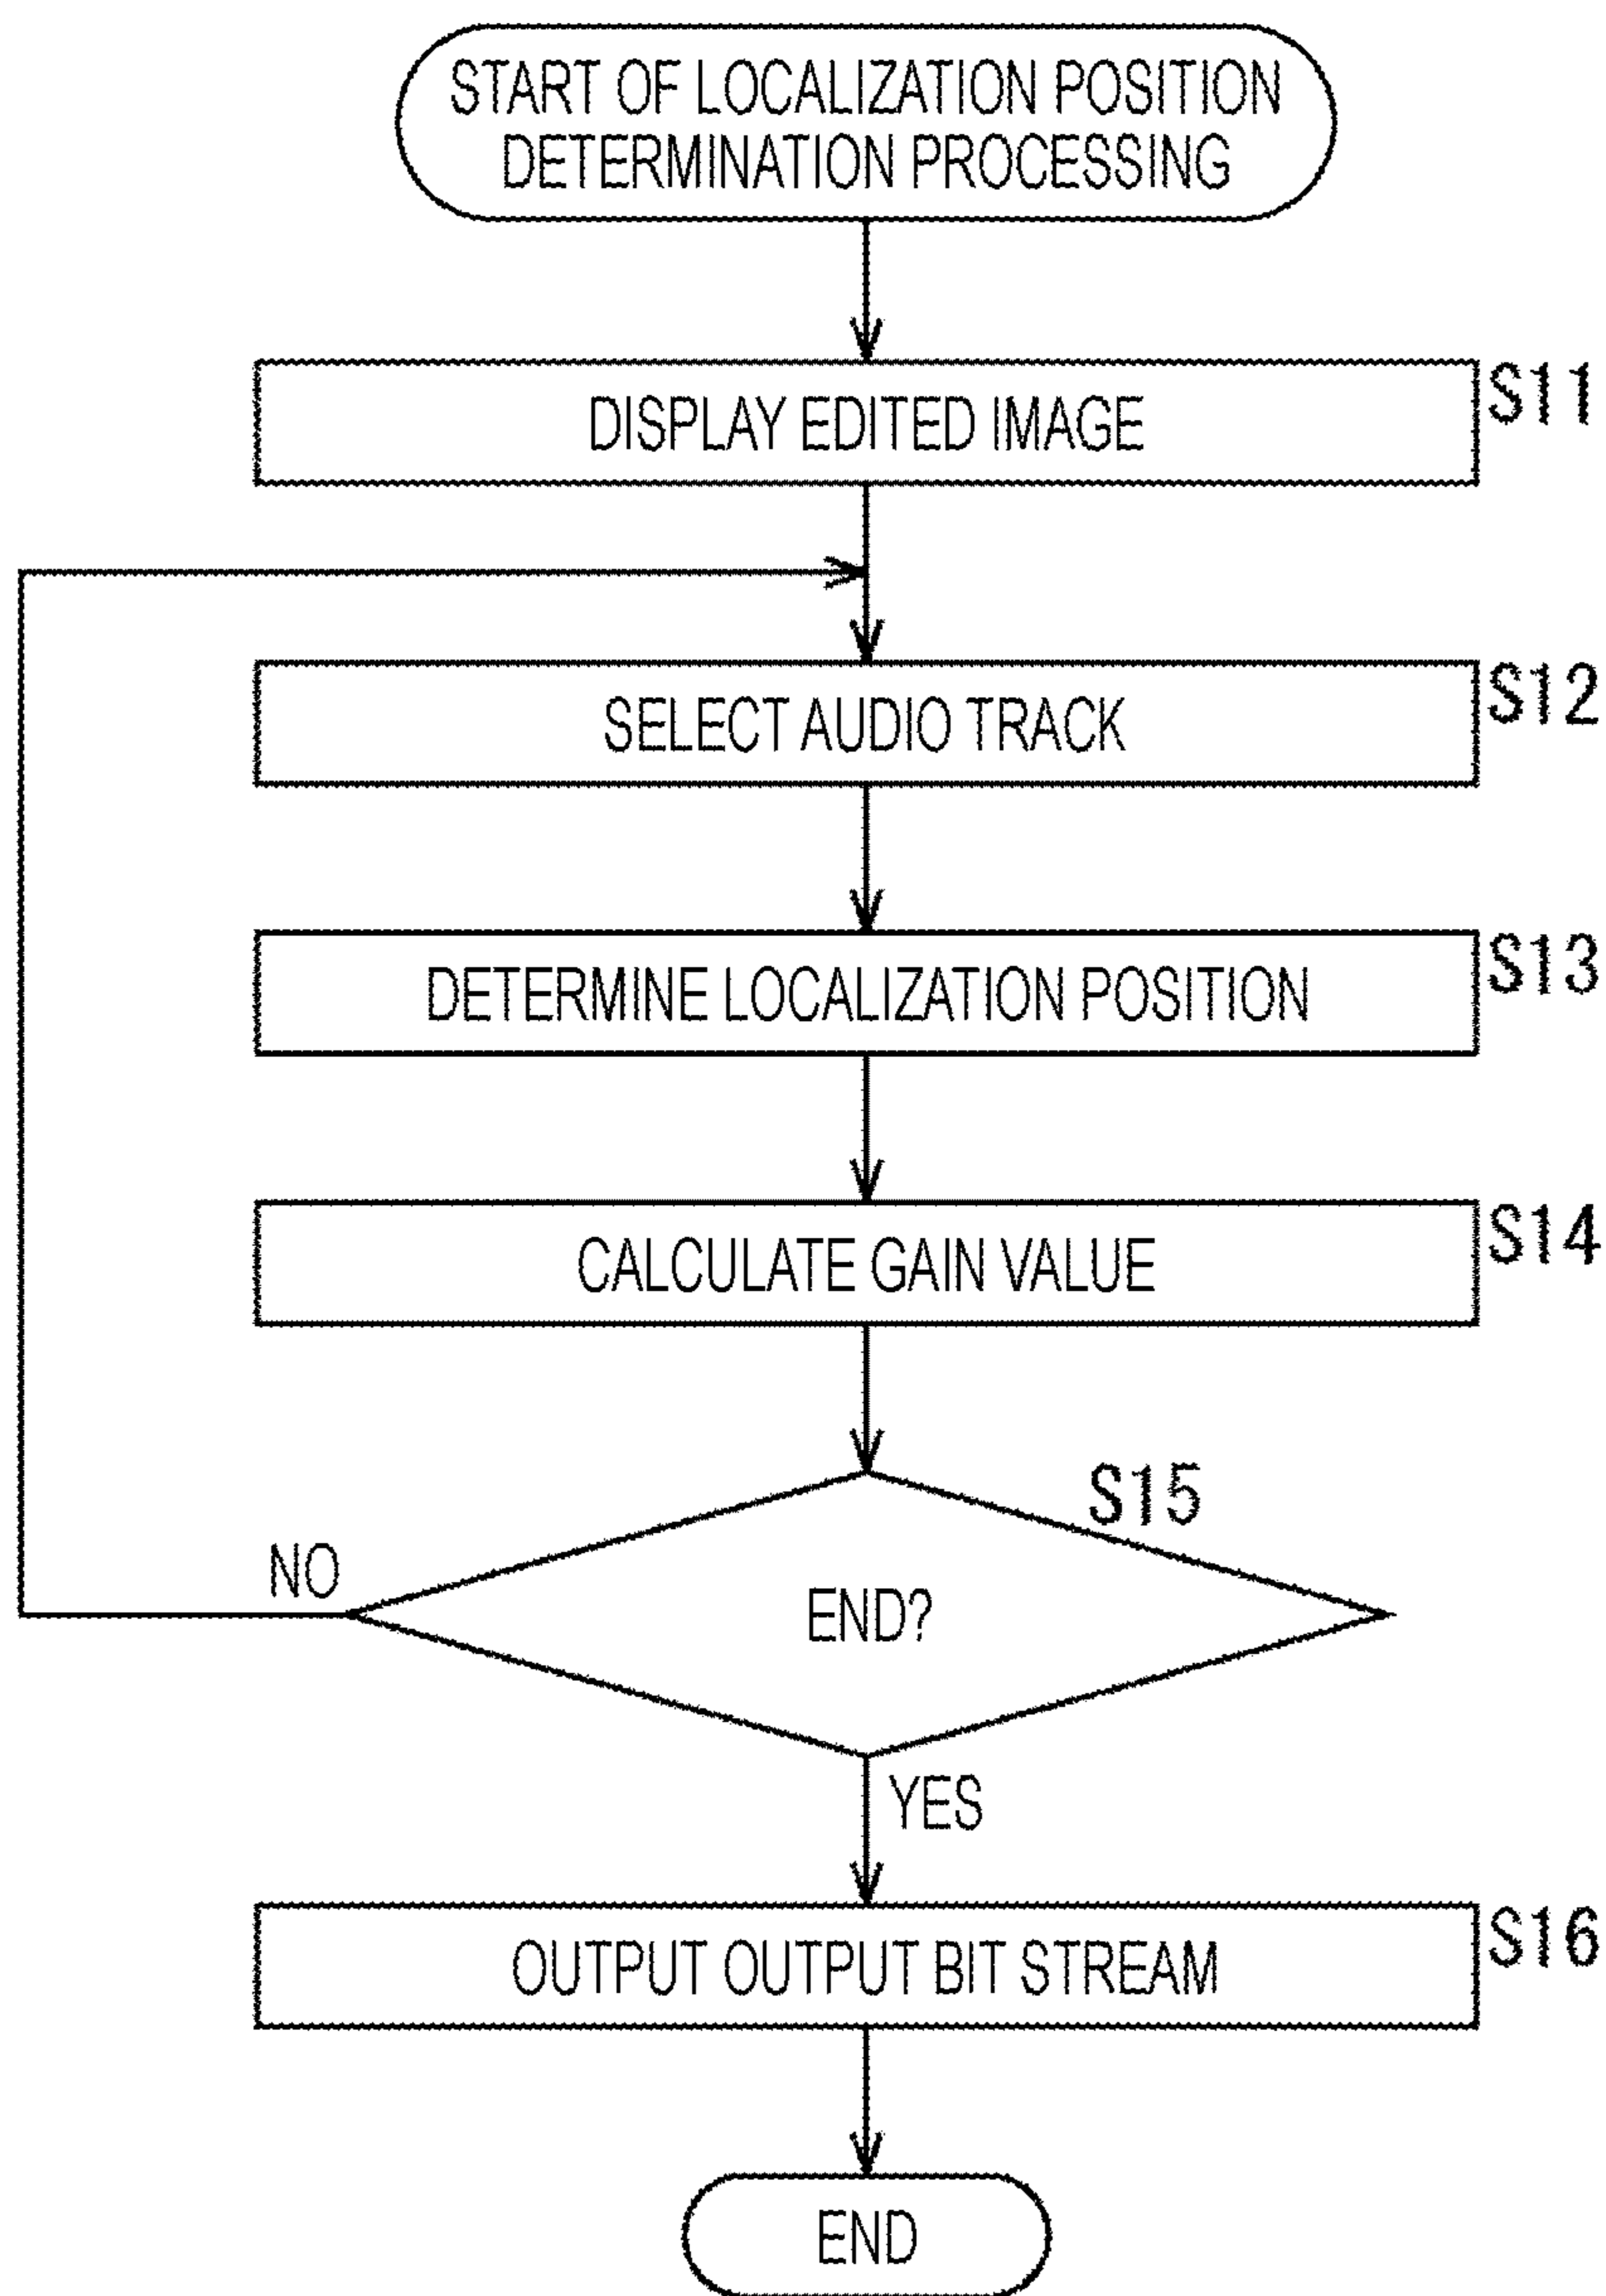 START OF LOCALIZATION POSITION
DETERMINATION PROCESSING
DISPLAY EDITED IMAGE
S11
SELECT AUDIO TRACK
S12
DETERMINE LOCALIZATION POSITION
S13
CALCULATE GAIN VALUE
S14
S15
NO
END?
YES
OUTPUT OUTPUT BIT STREAM
S16
END